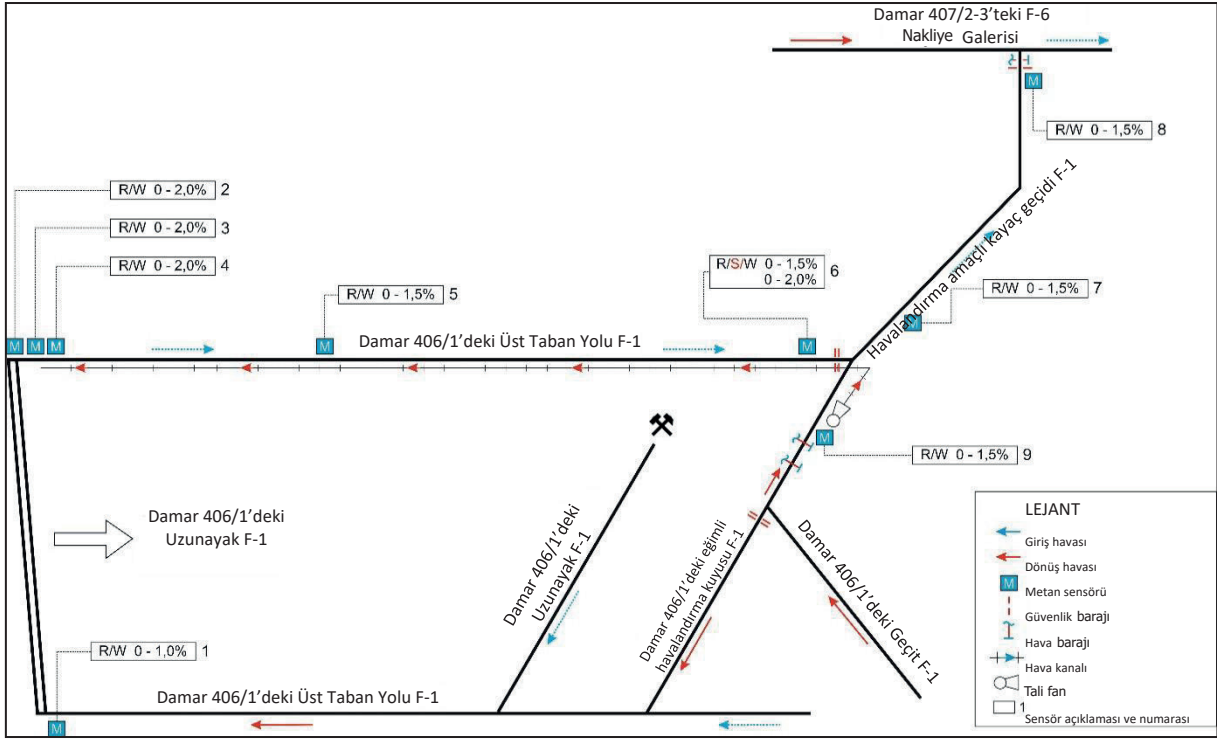 Damar 407/2-3’teki F-6
Nakliye Galerisi
M
R/W 0 - 1,5% 8
R/W 0 - 2,0% 2
R/W 0 - 2,0% 3
R/W 0 - 2,0% 4
R/W 0 - 1,5% 5
R/S/W 0 - 1,5%
0 - 2,0%
6
R/W 0 - 1,5% 7
Havalandırma amaçlı kayaç geçidi F-1
M
M
M
M
M
M
Damar 406/1’deki Üst Taban Yolu F-1
M
R/W 0 - 1,5% 9
Damar 406/1’deki
Uzunayak F-1
Damar 406/1’deki
Uzunayak F-1
Damar 406/1’deki eğimli
havalandırma kuyusu F-1
Damar 406/1’deki Geçit F-1
R/W 0 - 1,0% 1
Damar 406/1’deki Üst Taban Yolu F-1
M
LEJANT
Giriş havası
Dönüş havası
M Metan sensörü
Güvenlik barajı
Hava barajı
Hava kanalı
Tali fan
1 Sensör açıklaması ve numarası